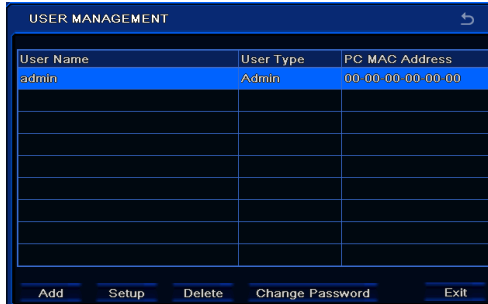 USER MANAGEMENT
User Name User Type PC MAC Address
admin Admin 00-00-00-00-00-00
Add Setup Delete Change Password Exit